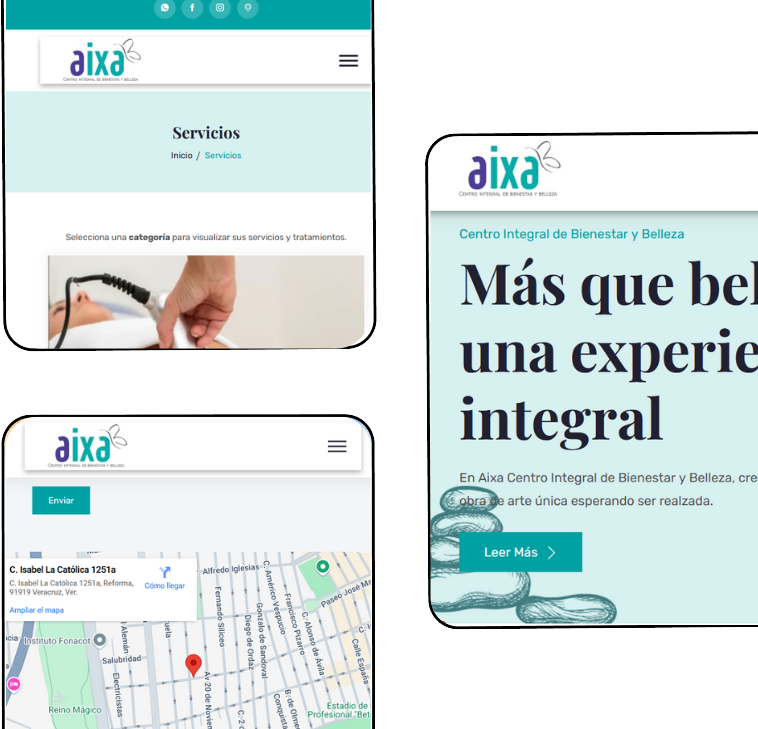 aixa
CENTRO INTEGRAL DE BIENESTAR Y BELLEZA
Servicios
Inicio / Servicios
Selecciona una categoría para visualizar sus servicios y tratamientos.
aixa
CENTRO INTEGRAL DE BIENESTAR Y BELLEZA
Enviar
C. Isabel La Católica 1251a
C. Isabel La Católica 1251a, Reforma,
91919 Veracruz, Ver.
Cómo llegar
Ampliar el mapa
Alfredo Iglesias
C. Américo Vespucio
Francisco Pizarro
Paseo José M
Fernando Siliceo
Gonzalo de Sandoval
Diego de Ordaz
C. Alonso de Ávila
Calle España
Instituto Fonacot
Alemán
Salubridad
Electricistas
Reino Mágico
Av 20 de Novien
C. 2
B. de Olme
Conquista
Estadio de
Profesional "Bet
aixa
CENTRO INTEGRAL DE BIENESTAR Y BELLEZA
Centro Integral de Bienestar y Belleza
Más que bel
una experie
integral
En Aixa Centro Integral de Bienestar y Belleza, cre
obra de arte única esperando ser realzada.
Leer Más